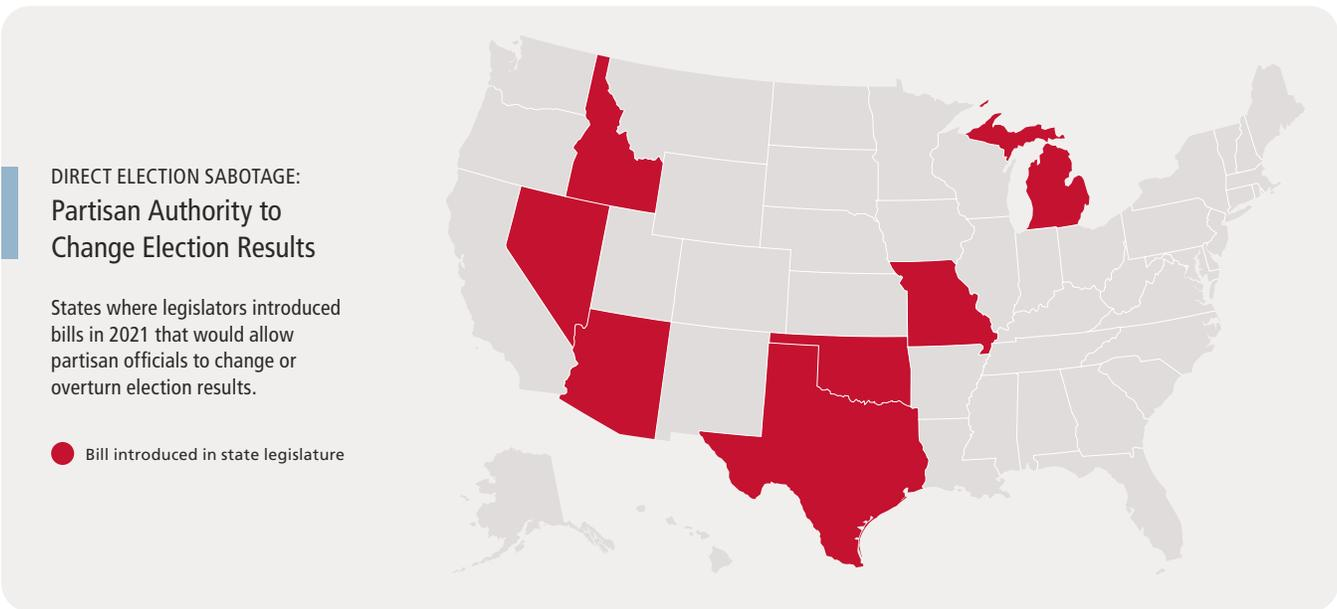 DIRECT ELECTION SABOTAGE:
Partisan Authority to
Change Election Results
States where legislators introduced
bills in 2021 that would allow
partisan officials to change or
overturn election results.
Bill introduced in state legislature